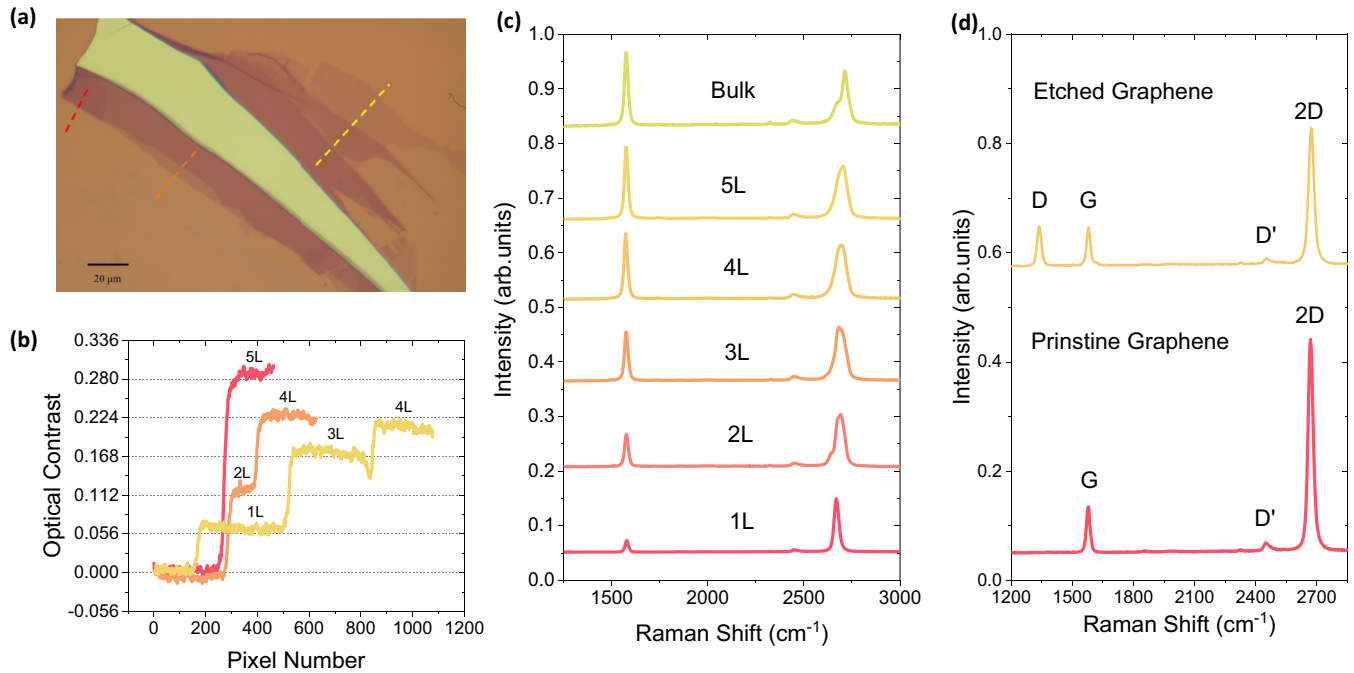 (a)
20 μm
(b)
0.336
0.280
0.224
0.168
0.112
0.056
0.000
-0.056
Optical Contrast
5L
4L
4L
3L
2L
1L
0 200 400 600 800 1000 1200
Pixel Number
(c)
1.0
0.9
0.8
0.7
0.6
0.5
0.4
0.3
0.2
0.1
0.0
Intensity (arb.units)
Bulk
5L
4L
3L
2L
1L
1500 2000 2500 3000
Raman Shift (cm-1)
(d)
1.0
0.8
0.6
0.4
0.2
0.0
Intensity (arb.units)
Etched Graphene
2D
D G
D'
Prinstine Graphene
2D
G
D'
1200 1500 1800 2100 2400 2700
Raman Shift (cm-1)